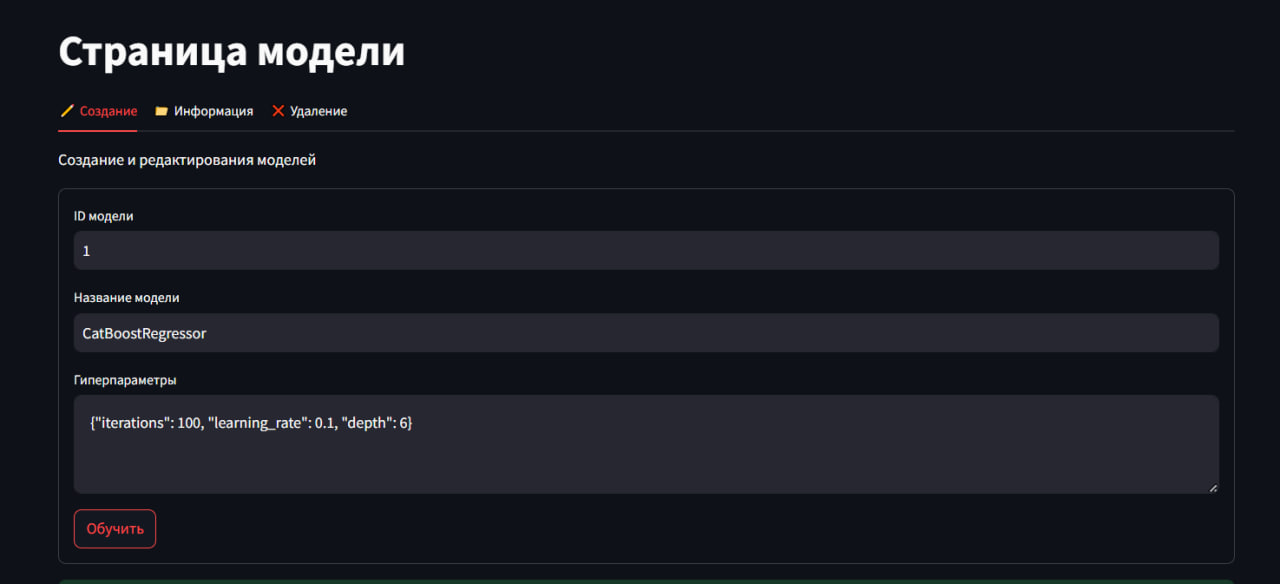 Страница модели
Создание Информация Удаление
Создание и редактирования моделей
ID модели
1
Название модели
CatBoostRegressor
Гиперпараметры
{"iterations": 100, "learning_rate": 0.1, "depth": 6}
Обучить